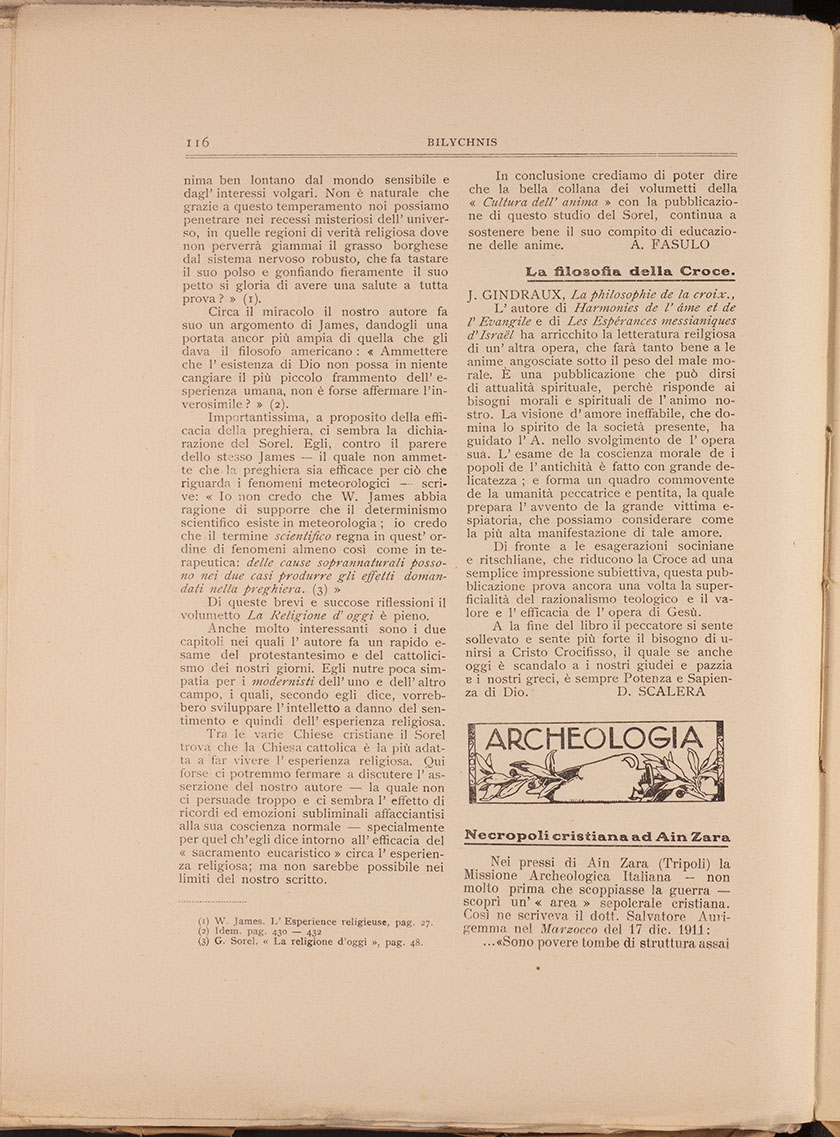 116
BILYCHNIS
nima ben lontano dal mondo sensibile e
dagl' interessi volgari. Non è naturale che
grazie a questo temperamento noi possiamo
penetrare nei recessi misteriosi dell' univer-
so, in quelle regioni di verità religiosa dove
non perverrà giammai il grasso borghese
dal sistema nervoso robusto, che fa tastare
il suo polso e gonfiando fieramente il suo
petto si gloria di avere una salute a tutta
prova ? » (1).
Circa il miracolo il nostro autore fa
suo un argomento di James, dandogli una
portata ancor più ampia di quella che gli
dava il filosofo americano : « Ammettere
che l' esistenza di Dio non possa in niente
cangiare il più piccolo frammento dell' e-
sperienza umana, non è forse affermare l'in-
verosimile ? » (2).
Importantissima, a proposito della effi-
cacia della preghiera, ci sembra la dichia-
razione del Sorel. Egli, contro il parere
dello stesso James — il quale non ammet-
te che la preghiera sia efficace per ciò che
riguarda i fenomeni meteorologici — scri-
ve: « Io non credo che W. James abbia
ragione di supporre che il determinismo
scientifico esiste in meteorologia ; io credo
che il termine scientifico regna in quest' or-
dine di fenomeni almeno così come in te-
rapeutica: delle cause soprannaturali posso-
no nei due casi produrre gli effetti doman-
dati nella preghiera. (3) »
Di queste brevi e succose riflessioni il
volumetto La Religione d' oggi è pieno.
Anche molto interessanti sono i due
capitoli nei quali l' autore fa un rapido e-
same del protestantesimo e del cattolici-
smo dei nostri giorni. Egli nutre poca sim-
patia per i modernisti dell' uno e dell' altro
campo, i quali, secondo egli dice, vorreb-
bero sviluppare l' intelletto a danno del sen-
timento e quindi dell' esperienza religiosa.
Tra le varie Chiese cristiane il Sorel
trova che la Chiesa cattolica è la più adat-
ta a far vivere l' esperienza religiosa. Qui
forse ci potremmo fermare a discutere l' as-
serzione del nostro autore — la quale non
ci persuade troppo e ci sembra l' effetto di
ricordi ed emozioni subliminali affacciantisi
alla sua coscienza normale — specialmente
per quel ch'egli dice intorno all' efficacia del
« sacramento eucaristico » circa l' esperien-
za religiosa; ma non sarebbe possibile nei
limiti del nostro scritto.
(1) W. James. L' Esperience religieuse, pag. 27.
(2) Idem. pag. 430 — 432
(3) G. Sorel. « La religione d'oggi », pag. 48.
In conclusione crediamo di poter dire
che la bella collana dei volumetti della
« Cultura dell' anima » con la pubblicazio-
ne di questo studio del Sorel, continua a
sostenere bene il suo compito di educazio-
ne delle anime. A. FASULO
La filosofia della Croce.
J. GINDRAUX, La philosophie de la croix.,
L' autore di Harmonies de l' âme et de
l' Evangile e di Les Espérances messianiques
d' Israël ha arricchito la letteratura reilgiosa
di un' altra opera, che farà tanto bene a le
anime angosciate sotto il peso del male mo-
rale. È una pubblicazione che può dirsi
di attualità spirituale, perchè risponde ai
bisogni morali e spirituali de l' animo no-
stro. La visione d' amore ineffabile, che do-
mina lo spirito de la società presente, ha
guidato l' A. nello svolgimento de l' opera
sua. L' esame de la coscienza morale de i
popoli de l' antichità è fatto con grande de-
licatezza ; e forma un quadro commovente
de la umanità peccatrice e pentita, la quale
prepara l' avvento de la grande vittima e-
spiatoria, che possiamo considerare come
la più alta manifestazione di tale amore.
Di fronte a le esagerazioni sociniane
e ritschliane, che riducono la Croce ad una
semplice impressione subiettiva, questa pub-
blicazione prova ancora una volta la super-
ficialità del razionalismo teologico e il va-
lore e l' efficacia de l' opera di Gesù.
A la fine del libro il peccatore si sente
sollevato e sente più forte il bisogno di u-
nirsi a Cristo Crocifisso, il quale se anche
oggi è scandalo a i nostri giudei e pazzia
e i nostri greci, è sempre Potenza e Sapien-
za di Dio. D. SCALERA
ARCHEOLOGIA
Necropoli cristiana ad Ain Zara
Nei pressi di Ain Zara (Tripoli) la
Missione Archeologica Italiana — non
molto prima che scoppiasse la guerra —
scoprì un' « area » sepolcrale cristiana.
Così ne scriveva il dott. Salvatore Auri-
gemma nel Marzocco del 17 dic. 1911:
...«Sono povere tombe di struttura assai